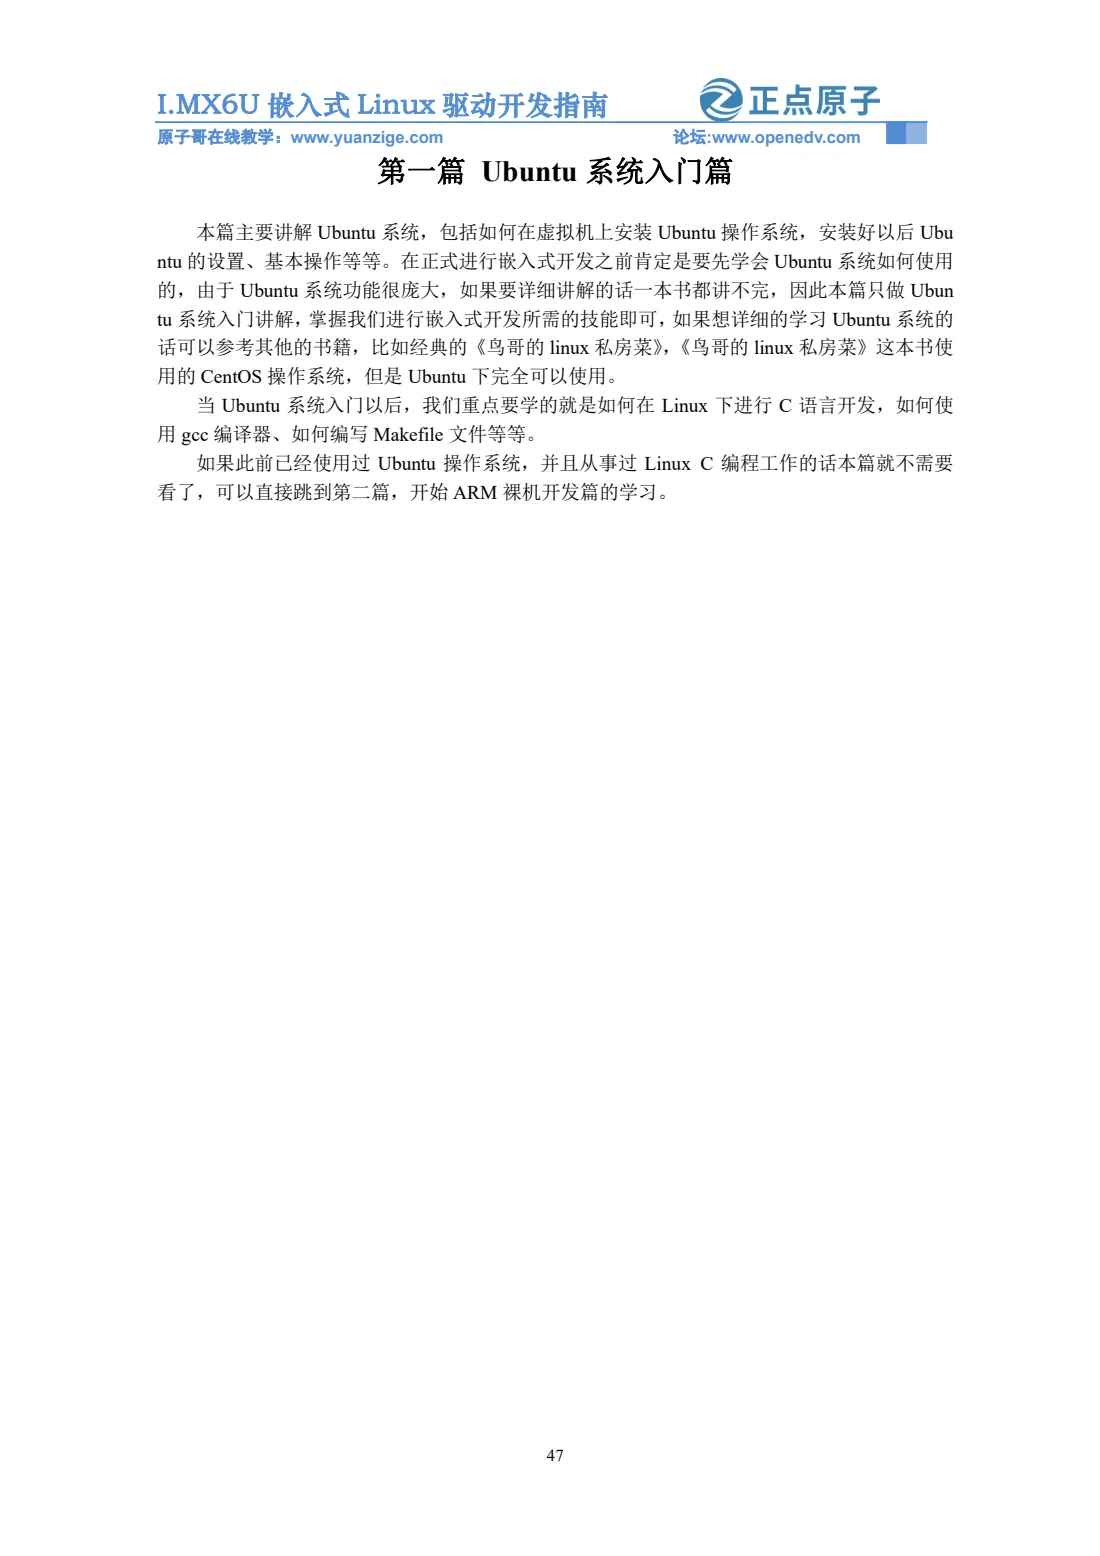 I.MX6U 嵌入式 Linux 驱动开发指南
正点原子
原子哥在线教学：www.yuanzige.com
论坛:www.openedv.com
第一篇 Ubuntu 系统入门篇
本篇主要讲解 Ubuntu 系统，包括如何在虚拟机上安装 Ubuntu 操作系统，安装好以后 Ubu
ntu 的设置、基本操作等等。在正式进行嵌入式开发之前肯定是要先学会 Ubuntu 系统如何使用
的，由于 Ubuntu 系统功能很庞大，如果要详细讲解的话一本书都讲不完，因此本篇只做 Ubun
tu 系统入门讲解，掌握我们进行嵌入式开发所需的技能即可，如果想详细的学习 Ubuntu 系统的
话可以参考其他的书籍，比如经典的《鸟哥的 linux 私房菜》，《鸟哥的 linux 私房菜》这本书使
用的 CentOS 操作系统，但是 Ubuntu 下完全可以使用。
当 Ubuntu 系统入门以后，我们重点要学的就是如何在 Linux 下进行 C 语言开发，如何使
用 gcc 编译器、如何编写 Makefile 文件等等。
如果此前已经使用过 Ubuntu 操作系统，并且从事过 Linux C 编程工作的话本篇就不需要
看了，可以直接跳到第二篇，开始 ARM 裸机开发篇的学习。
47